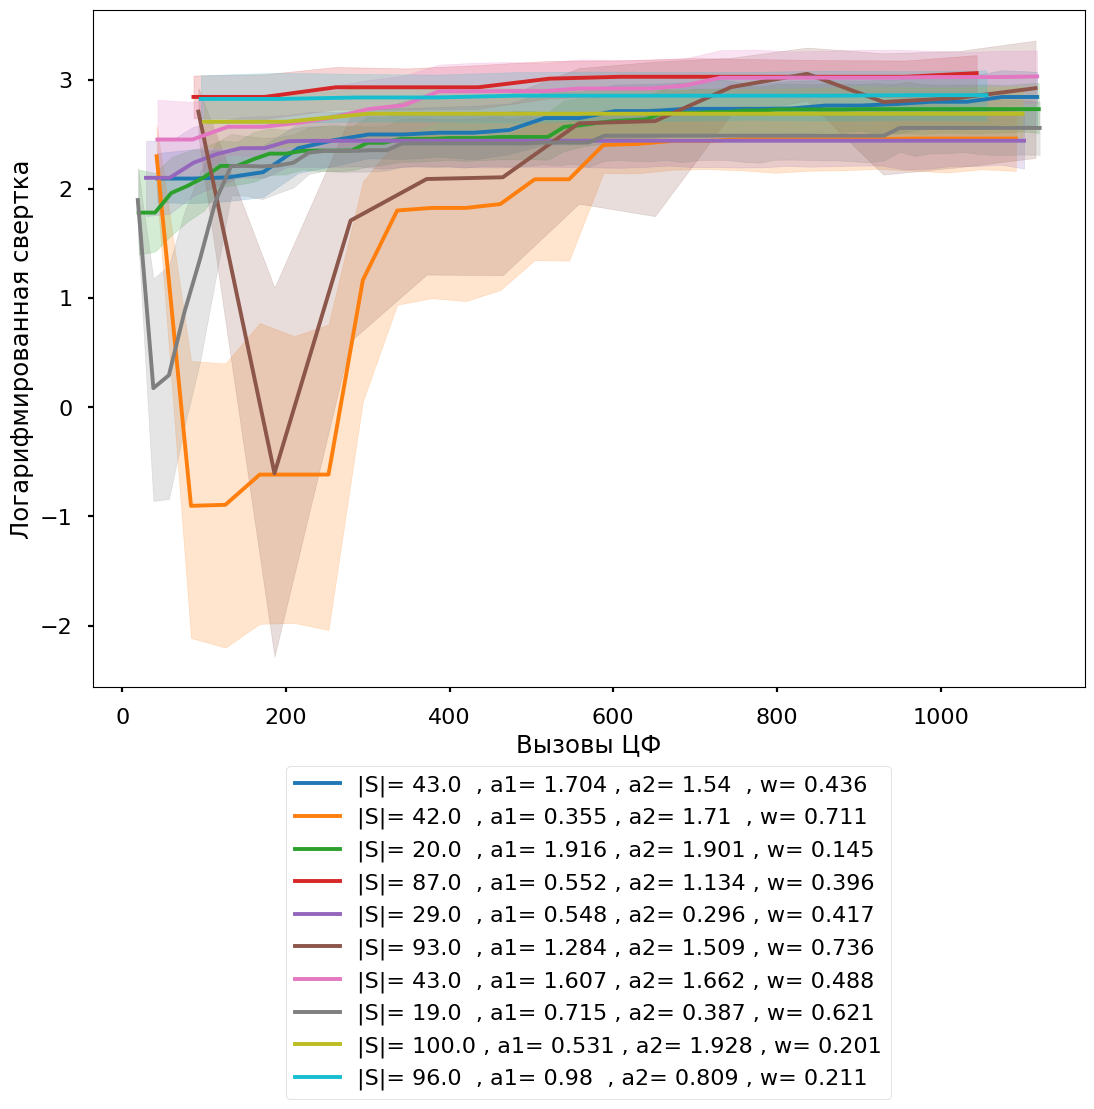 3
2
1
0
−1
−2
Логарифмированная свертка
0 200 400 600 800 1000
Вызовы ЦФ
|S|= 43.0 , a1= 1.704 , a2= 1.54 , w= 0.436
|S|= 42.0 , a1= 0.355 , a2= 1.71 , w= 0.711
|S|= 20.0 , a1= 1.916 , a2= 1.901 , w= 0.145
|S|= 87.0 , a1= 0.552 , a2= 1.134 , w= 0.396
|S|= 29.0 , a1= 0.548 , a2= 0.296 , w= 0.417
|S|= 93.0 , a1= 1.284 , a2= 1.509 , w= 0.736
|S|= 43.0 , a1= 1.607 , a2= 1.662 , w= 0.488
|S|= 19.0 , a1= 0.715 , a2= 0.387 , w= 0.621
|S|= 100.0 , a1= 0.531 , a2= 1.928 , w= 0.201
|S|= 96.0 , a1= 0.98 , a2= 0.809 , w= 0.211